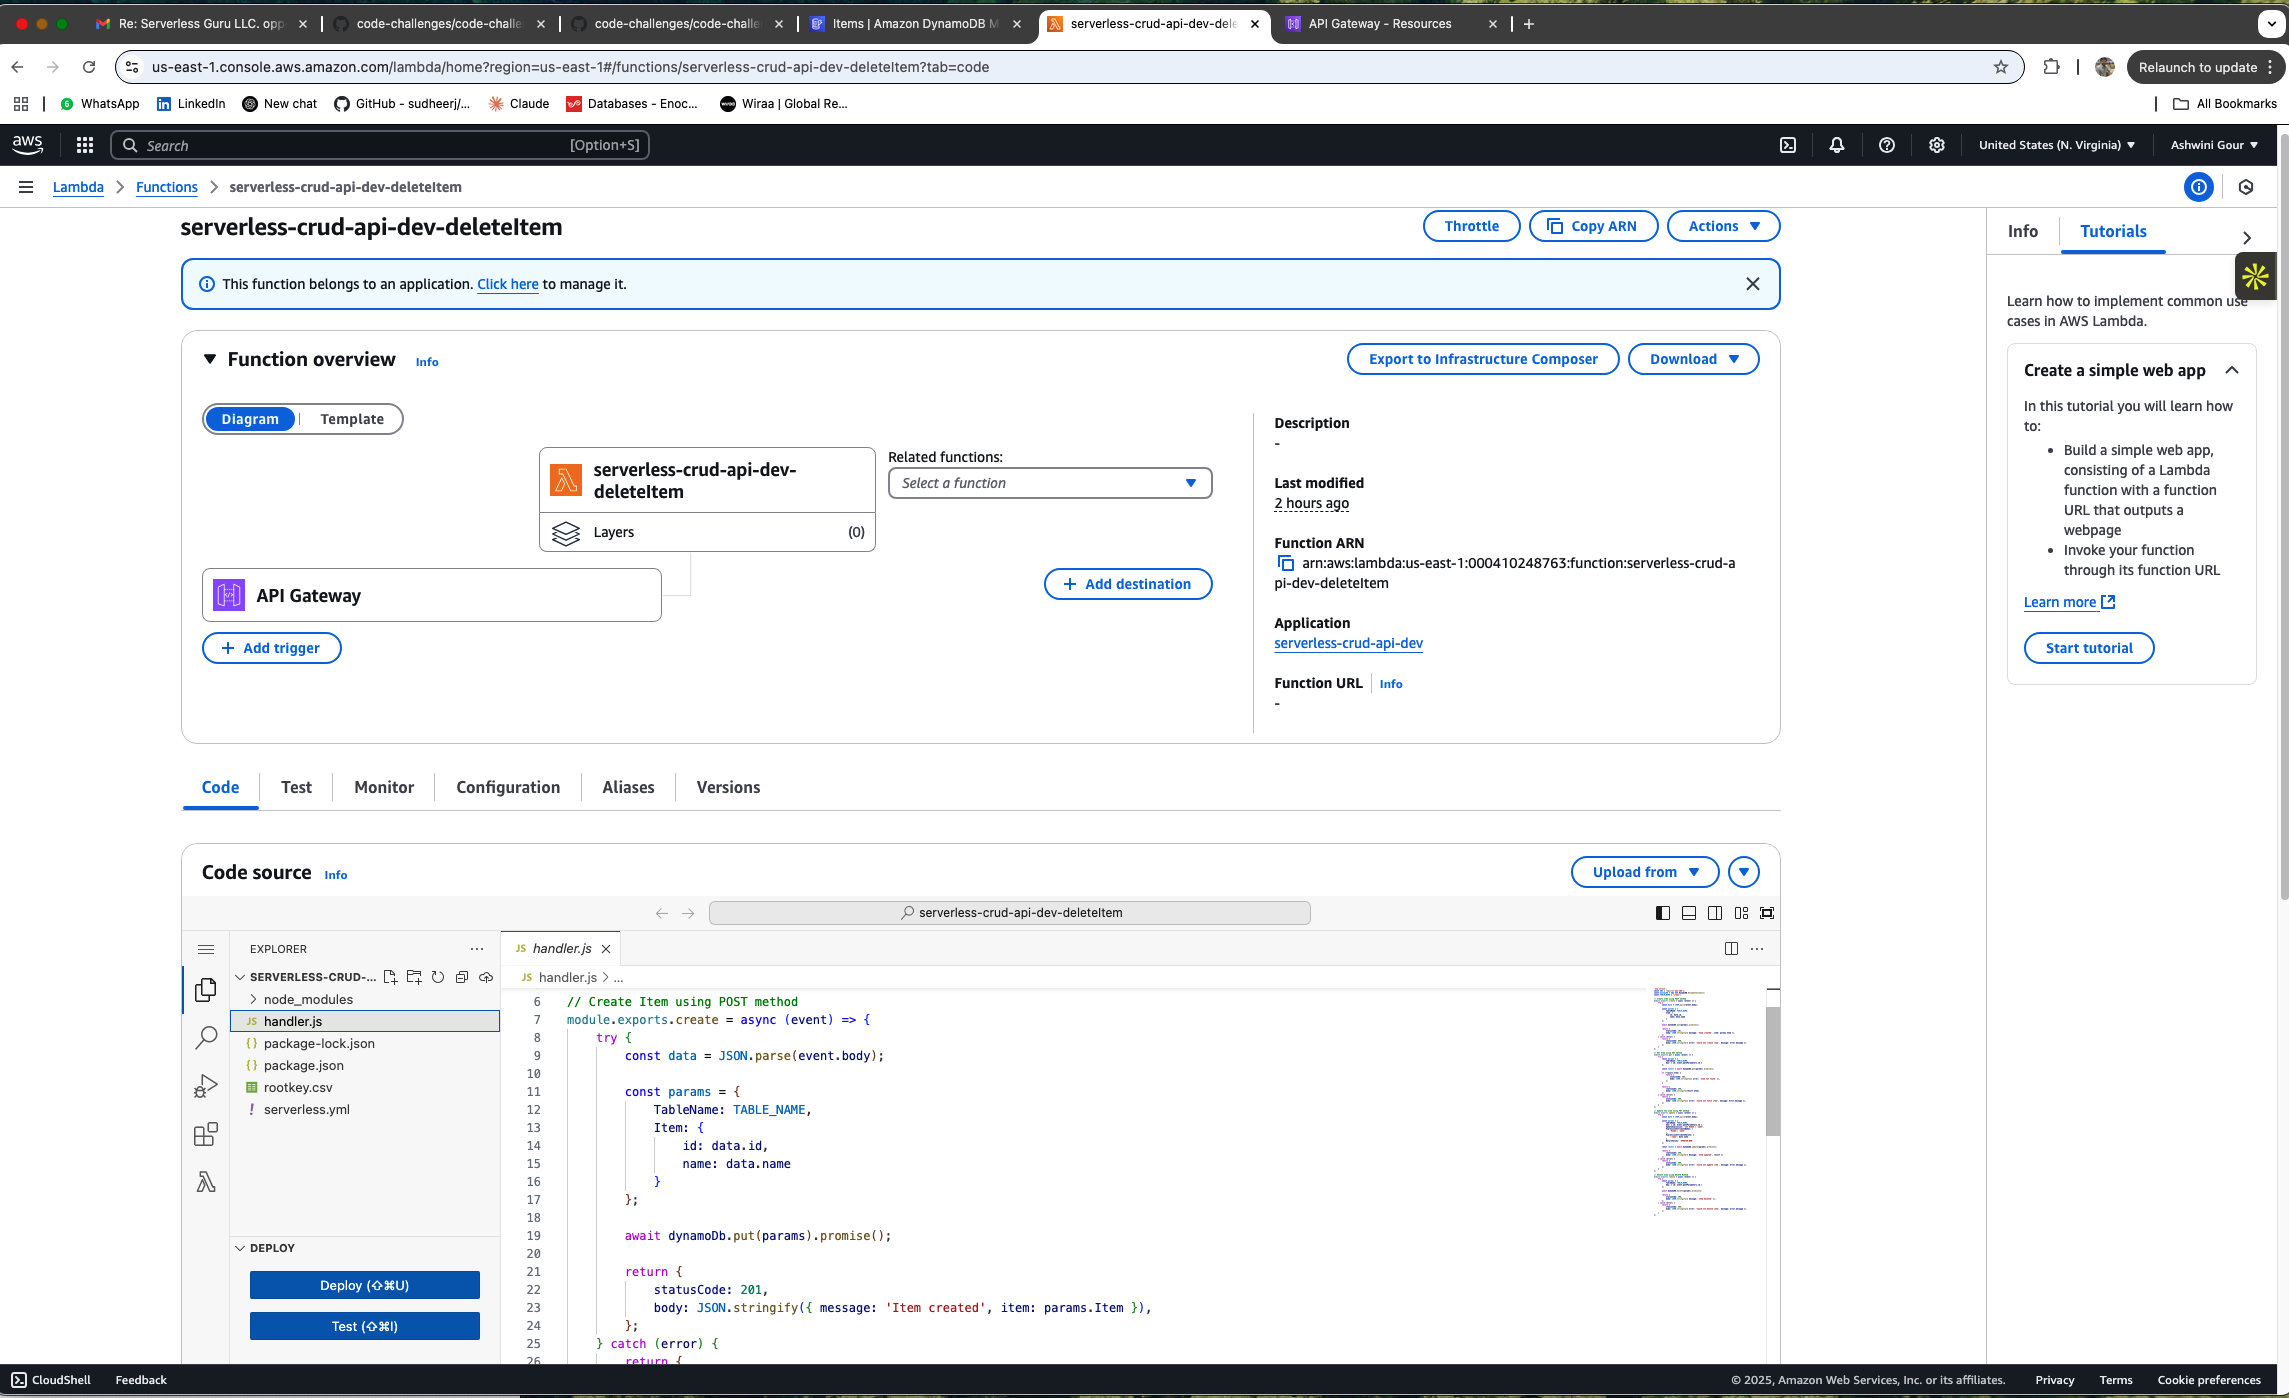 Re: Serverless Guru LLC. opp
code-challenges/code-challe
code-challenges/code-challe
Items | Amazon DynamoDB M
serverless-crud-api-dev-dele
API Gateway - Resources
us-east-1.console.aws.amazon.com/lambda/home?region=us-east-1#/functions/serverless-crud-api-dev-deleteItem?tab=code
Relaunch to update
6 WhatsApp
LinkedIn
New chat
GitHub - sudheerj/...
Claude
Databases - Enoc...
Wiraa | Global Re...
All Bookmarks
aws
Search
[Option+S]
United States (N. Virginia)
Ashwini Gour
Lambda
Functions
serverless-crud-api-dev-deleteItem
serverless-crud-api-dev-deleteItem
Throttle
Copy ARN
Actions
This function belongs to an application. Click here to manage it.
Function overview
Info
Export to Infrastructure Composer
Download
Diagram
Template
serverless-crud-api-dev-
deleteItem
Layers
(0)
Related functions:
Select a function
API Gateway
+ Add destination
+ Add trigger
Description
-
Last modified
2 hours ago
Function ARN
arn:aws:lambda:us-east-1:000410248763:function:serverless-crud-a
pi-dev-deleteItem
Application
serverless-crud-api-dev
Function URL
Info
-
Info
Tutorials
Learn how to implement common use
cases in AWS Lambda.
Create a simple web app
In this tutorial you will learn how
to:
• Build a simple web app,
consisting of a Lambda
function with a function
URL that outputs a
webpage
• Invoke your function
through its function URL
Learn more
Start tutorial
Code
Test
Monitor
Configuration
Aliases
Versions
Code source
Info
Upload from
serverless-crud-api-dev-deleteItem
EXPLORER
SERVERLESS-CRUD-...
node_modules
JS handler.js
{} package-lock.json
{} package.json
rootkey.csv
! serverless.yml
DEPLOY
Deploy (⇧⌘U)
Test (⇧⌘I)
JS handler.js
JS handler.js > ...
6 // Create Item using POST method
7 module.exports.create = async (event) => {
8 try {
9 const data = JSON.parse(event.body);
10
11 const params = {
12 TableName: TABLE_NAME,
13 Item: {
14 id: data.id,
15 name: data.name
16 }
17 };
18
19 await dynamoDb.put(params).promise();
20
21 return {
22 statusCode: 201,
23 body: JSON.stringify({ message: 'Item created', item: params.Item }),
24 };
25 } catch (error) {
26 return {
CloudShell
Feedback
© 2025, Amazon Web Services, Inc. or its affiliates.
Privacy
Terms
Cookie preferences